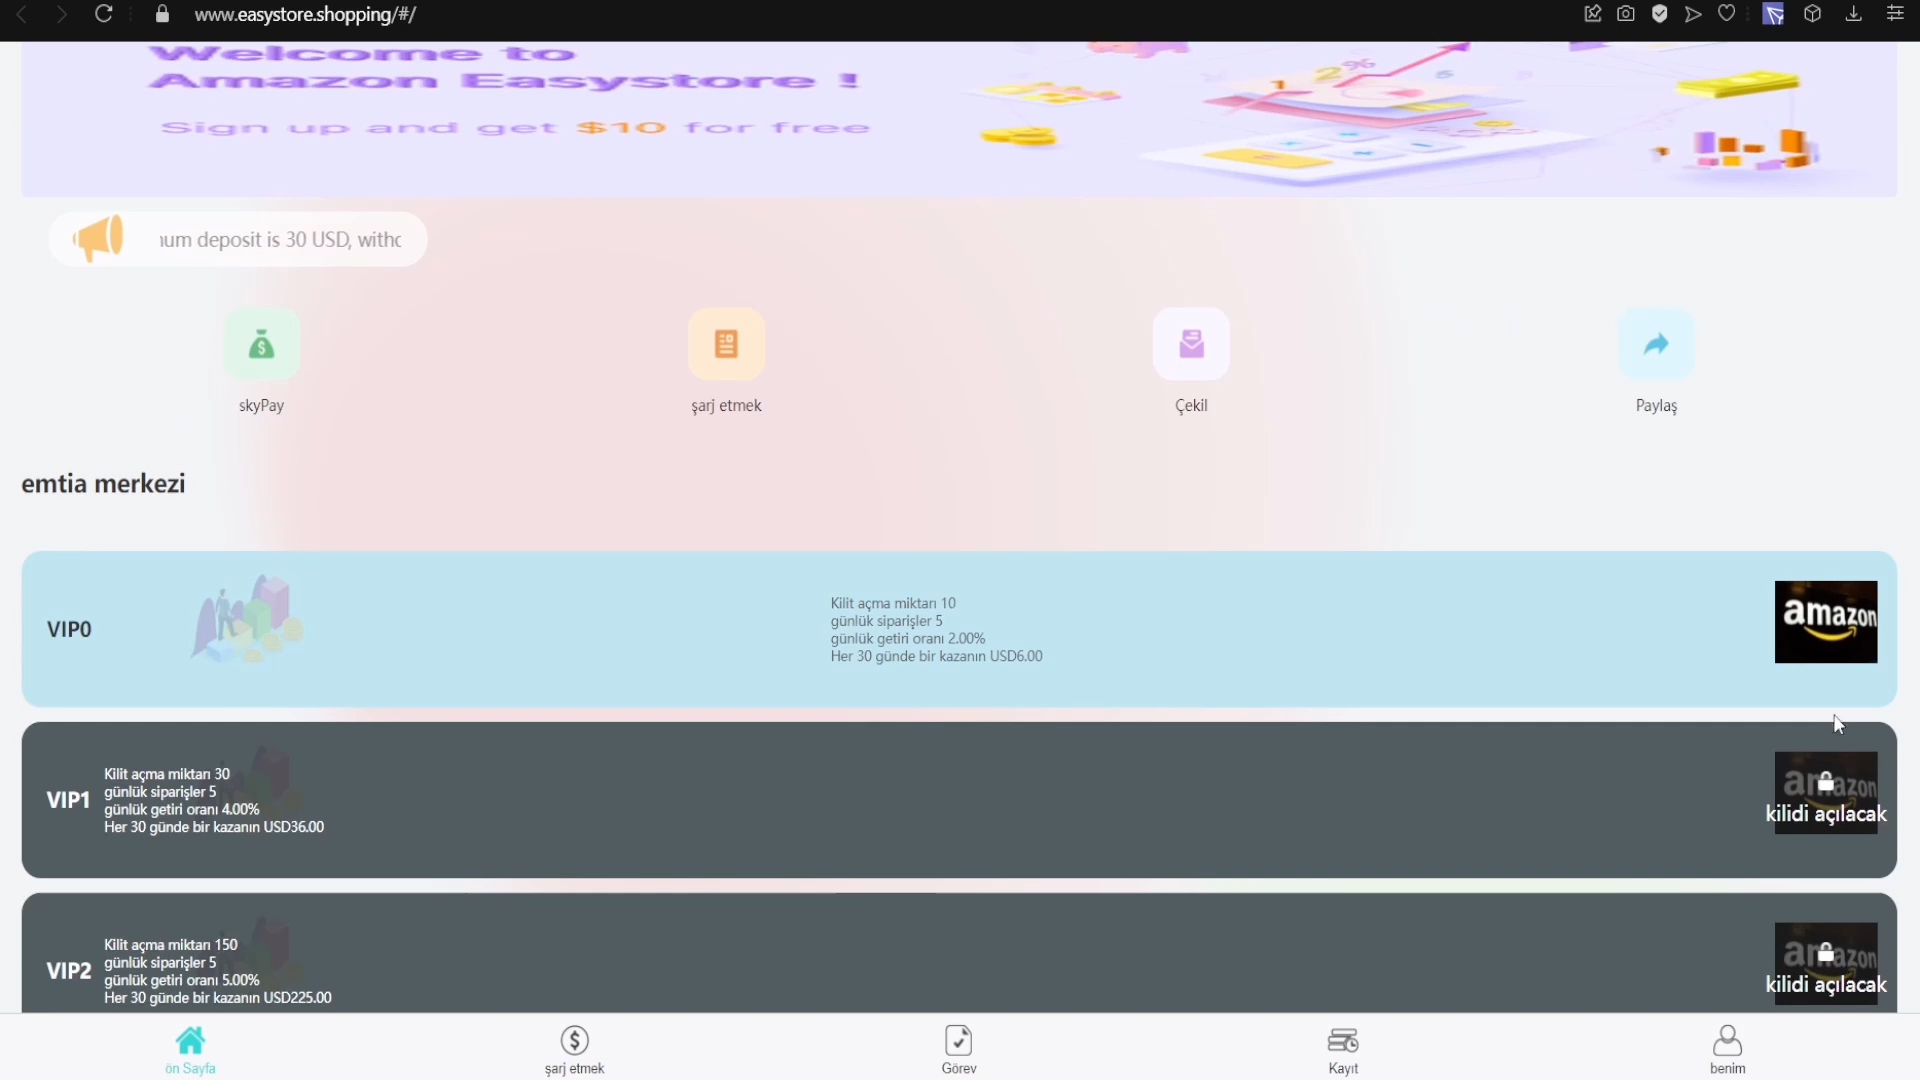 www.easystore.shopping/#/
Welcome to
Amazon Easystore !
Sign up and get $10 for free
num deposit is 30 USD, withc
skyPay
şarj etmek
Çekil
Paylaş
emtia merkezi
VIP0
Kilit açma miktarı 10
günlük siparişler 5
günlük getiri oranı 2.00%
Her 30 günde bir kazanın USD6.00
amazon
VIP1
Kilit açma miktarı 30
günlük siparişler 5
günlük getiri oranı 4.00%
Her 30 günde bir kazanın USD36.00
amazon
kilidi açılacak
VIP2
Kilit açma miktarı 150
günlük siparişler 5
günlük getiri oranı 5.00%
Her 30 günde bir kazanın USD225.00
amazon
kilidi açılacak
ön Sayfa
şarj etmek
Görev
Kayıt
benim